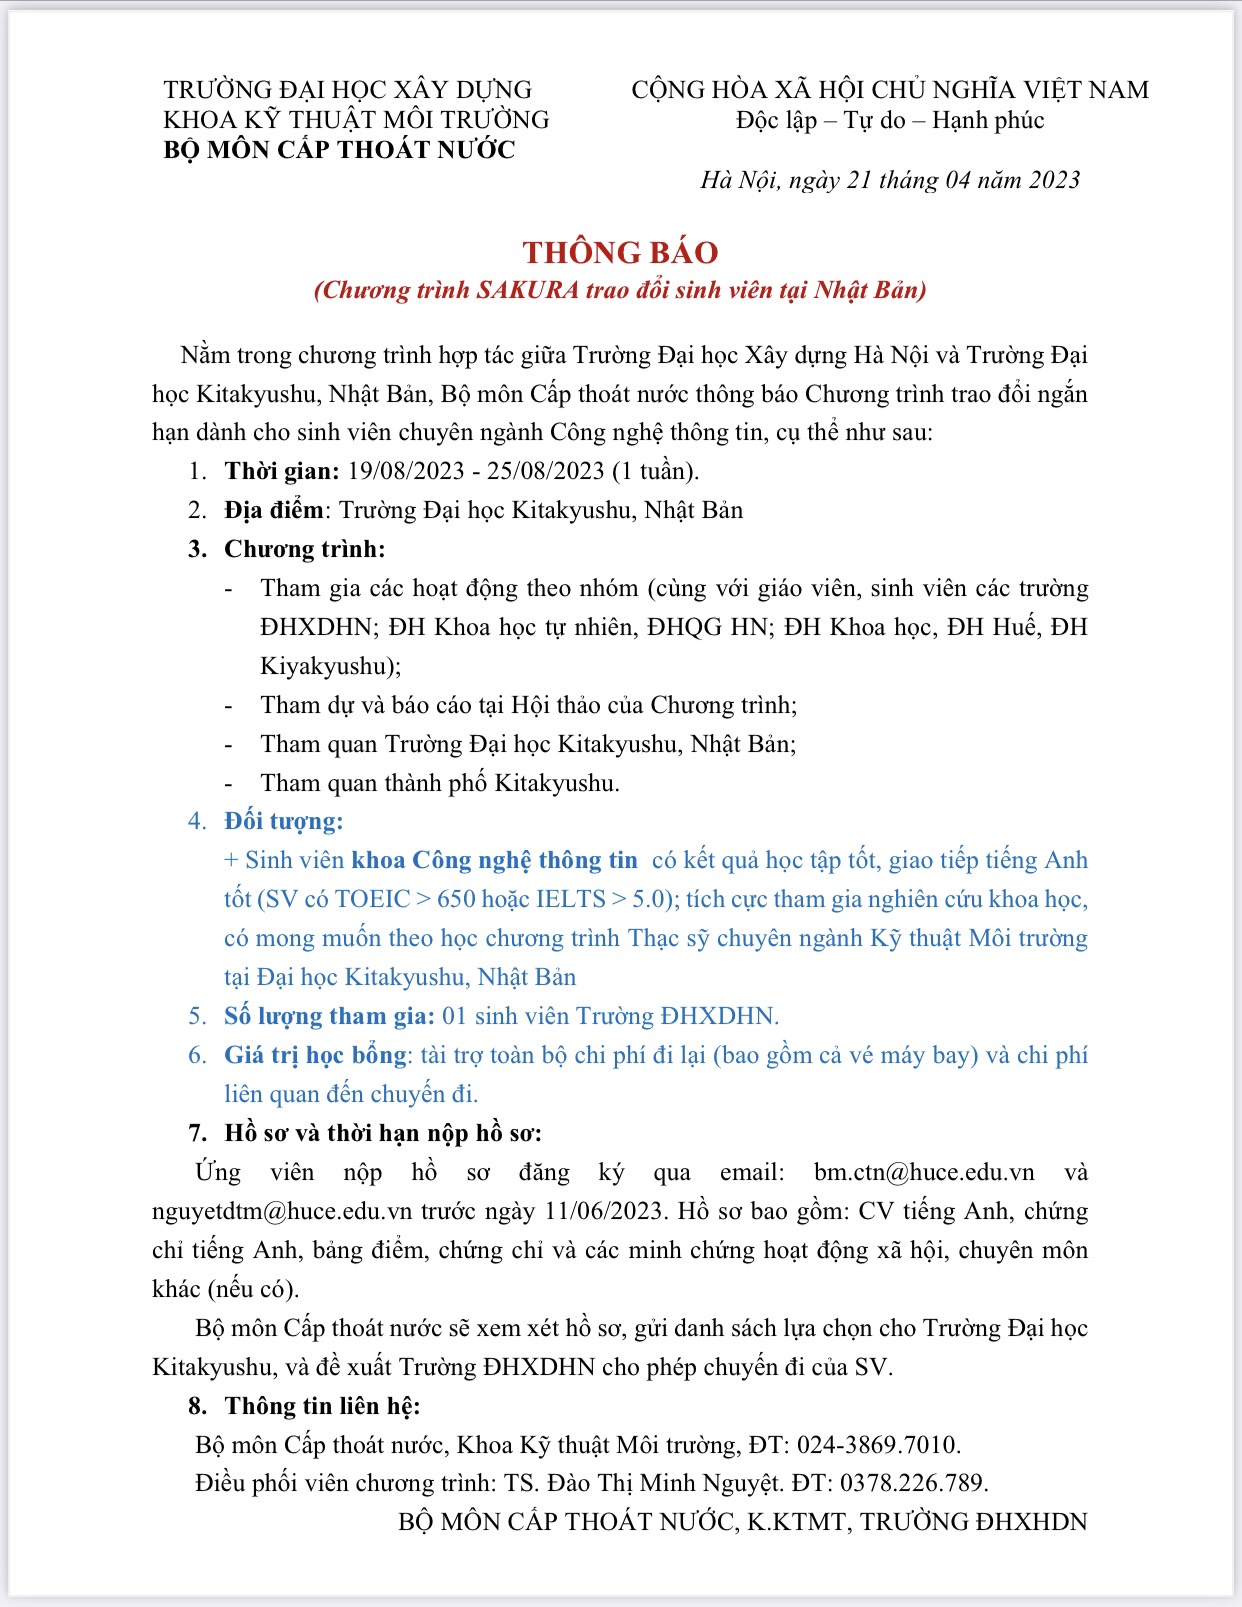 TRƯỜNG ĐẠI HỌC XÂY DỰNG
KHOA KỸ THUẬT MÔI TRƯỜNG
BỘ MÔN CẤP THOÁT NƯỚC
CỘNG HÒA XÃ HỘI CHỦ NGHĨA VIỆT NAM
Độc lập – Tự do – Hạnh phúc
Hà Nội, ngày 21 tháng 04 năm 2023
THÔNG BÁO
(Chương trình SAKURA trao đổi sinh viên tại Nhật Bản)
Nằm trong chương trình hợp tác giữa Trường Đại học Xây dựng Hà Nội và Trường Đại
học Kitakyushu, Nhật Bản, Bộ môn Cấp thoát nước thông báo Chương trình trao đổi ngắn
hạn dành cho sinh viên chuyên ngành Công nghệ thông tin, cụ thể như sau:
1. Thời gian: 19/08/2023 - 25/08/2023 (1 tuần).
2. Địa điểm: Trường Đại học Kitakyushu, Nhật Bản
3. Chương trình:
- Tham gia các hoạt động theo nhóm (cùng với giáo viên, sinh viên các trường
ĐHXDHN; ĐH Khoa học tự nhiên, ĐHQG HN; ĐH Khoa học, ĐH Huế, ĐH
Kiyakyushu);
- Tham dự và báo cáo tại Hội thảo của Chương trình;
- Tham quan Trường Đại học Kitakyushu, Nhật Bản;
- Tham quan thành phố Kitakyushu.
4. Đối tượng:
+ Sinh viên khoa Công nghệ thông tin có kết quả học tập tốt, giao tiếp tiếng Anh
tốt (SV có TOEIC > 650 hoặc IELTS > 5.0); tích cực tham gia nghiên cứu khoa học,
có mong muốn theo học chương trình Thạc sỹ chuyên ngành Kỹ thuật Môi trường
tại Đại học Kitakyushu, Nhật Bản
5. Số lượng tham gia: 01 sinh viên Trường ĐHXDHN.
6. Giá trị học bổng: tài trợ toàn bộ chi phí đi lại (bao gồm cả vé máy bay) và chi phí
liên quan đến chuyến đi.
7. Hồ sơ và thời hạn nộp hồ sơ:
Ứng viên nộp hồ sơ đăng ký qua email: bm.ctn@huce.edu.vn và
nguyetdtm@huce.edu.vn trước ngày 11/06/2023. Hồ sơ bao gồm: CV tiếng Anh, chứng
chỉ tiếng Anh, bảng điểm, chứng chỉ và các minh chứng hoạt động xã hội, chuyên môn
khác (nếu có).
Bộ môn Cấp thoát nước sẽ xem xét hồ sơ, gửi danh sách lựa chọn cho Trường Đại học
Kitakyushu, và đề xuất Trường ĐHXDHN cho phép chuyến đi của SV.
8. Thông tin liên hệ:
Bộ môn Cấp thoát nước, Khoa Kỹ thuật Môi trường, ĐT: 024-3869.7010.
Điều phối viên chương trình: TS. Đào Thị Minh Nguyệt. ĐT: 0378.226.789.
BỘ MÔN CẤP THOÁT NƯỚC, K.KTMT, TRƯỜNG ĐHXHDN